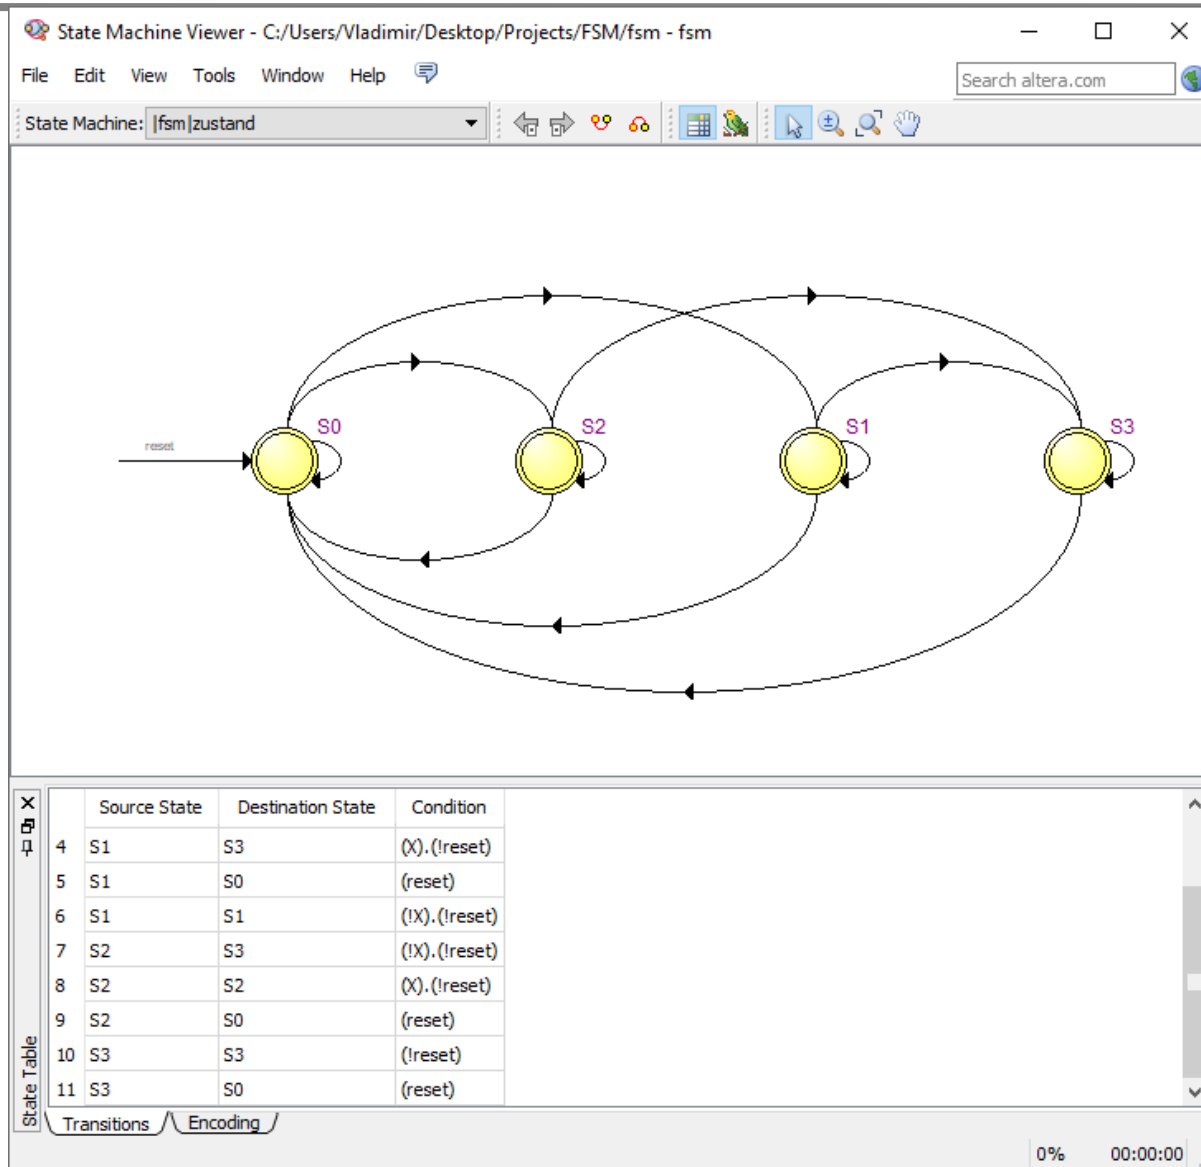 State Machine Viewer - C:/Users/Vladimir/Desktop/Projects/FSM/fsm - fsm
File Edit View Tools Window Help
Search altera.com
State Machine: |fsm|zustand
reset
S0
S2
S1
S3
Source State Destination State Condition
4 S1 S3 (X).(!reset)
5 S1 S0 (reset)
6 S1 S1 (!X).(!reset)
7 S2 S3 (!X).(!reset)
8 S2 S2 (X).(!reset)
9 S2 S0 (reset)
10 S3 S3 (!reset)
11 S3 S0 (reset)
State Table
Transitions Encoding
0% 00:00:00